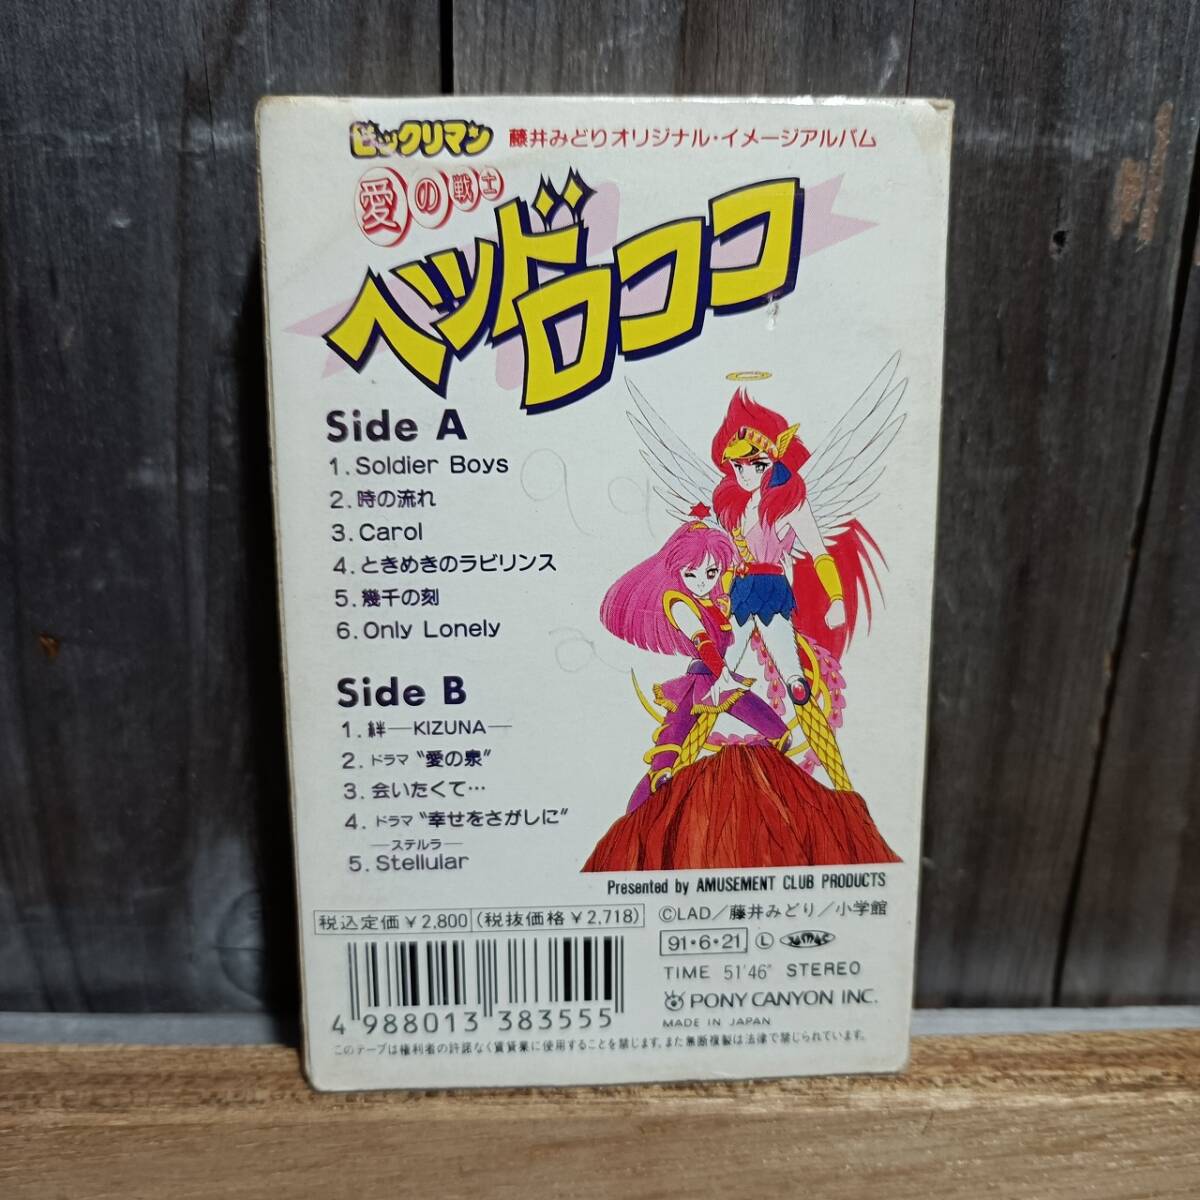 ビックリマン 藤井みどりオリジナル・イメージアルバム
愛の戦士
ヘッドロココ
Side A
1. Soldier Boys
2. 時の流れ
3. Carol
4. ときめきのラビリンス
5. 幾千の刻
6. Only Lonely
Side B
1. 絆—KIZUNA—
2. ドラマ “愛の泉”
3. 会いたくて…
4. ドラマ “幸せをさがしに”
—ステルラ—
5. Stellular
Presented by AMUSEMENT CLUB PRODUCTS
税込定価￥2,800 (税抜価格￥2,718)
©LAD／藤井みどり／小学館
91・6・21 Ⓛ
TIME 51'46" STEREO
PONY CANYON INC.
MADE IN JAPAN
4 988013 383555
このテープは権利者の許諾なく賃貸業に使用することを禁じます。また無断複製は法律で禁じられています。